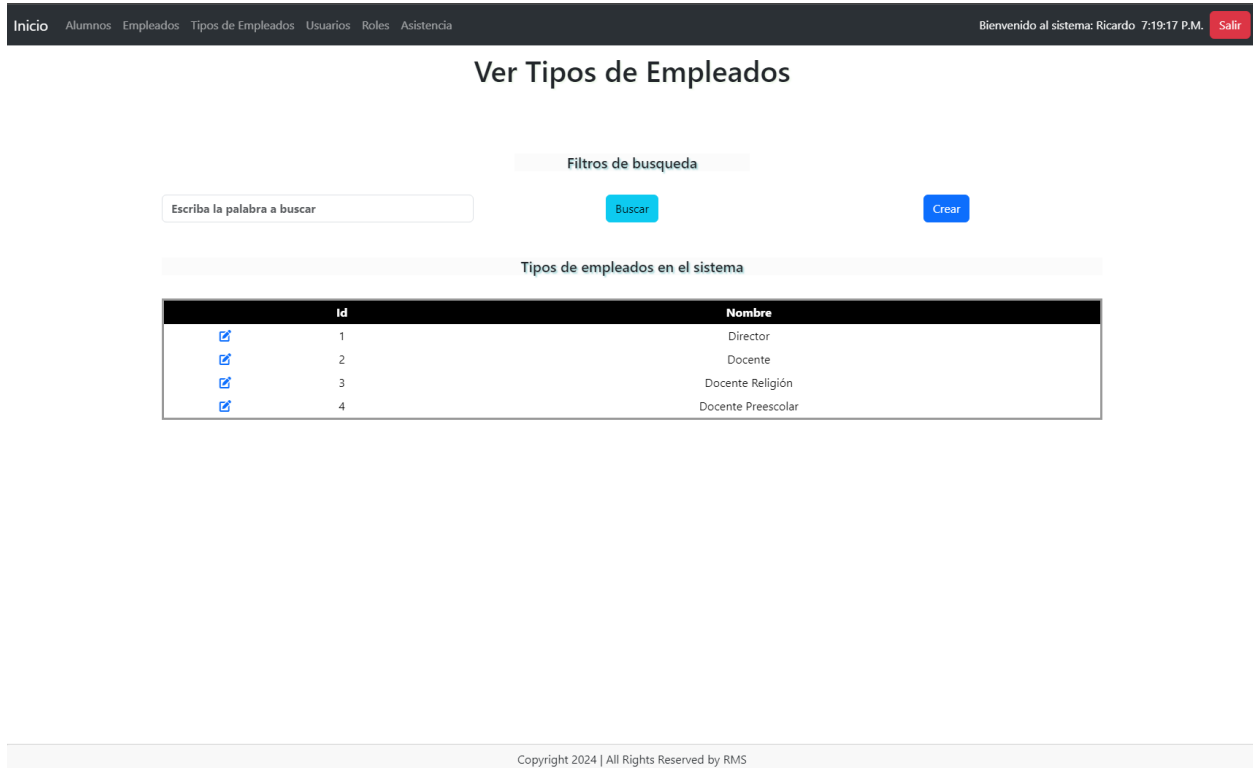 Inicio Alumnos Empleados Tipos de Empleados Usuarios Roles Asistencia Bienvenido al sistema: Ricardo 7:19:17 P.M. Salir
Ver Tipos de Empleados
Filtros de busqueda
Escriba la palabra a buscar Buscar Crear
Tipos de empleados en el sistema
Id Nombre
1 Director
2 Docente
3 Docente Religión
4 Docente Preescolar
Copyright 2024 | All Rights Reserved by RMS